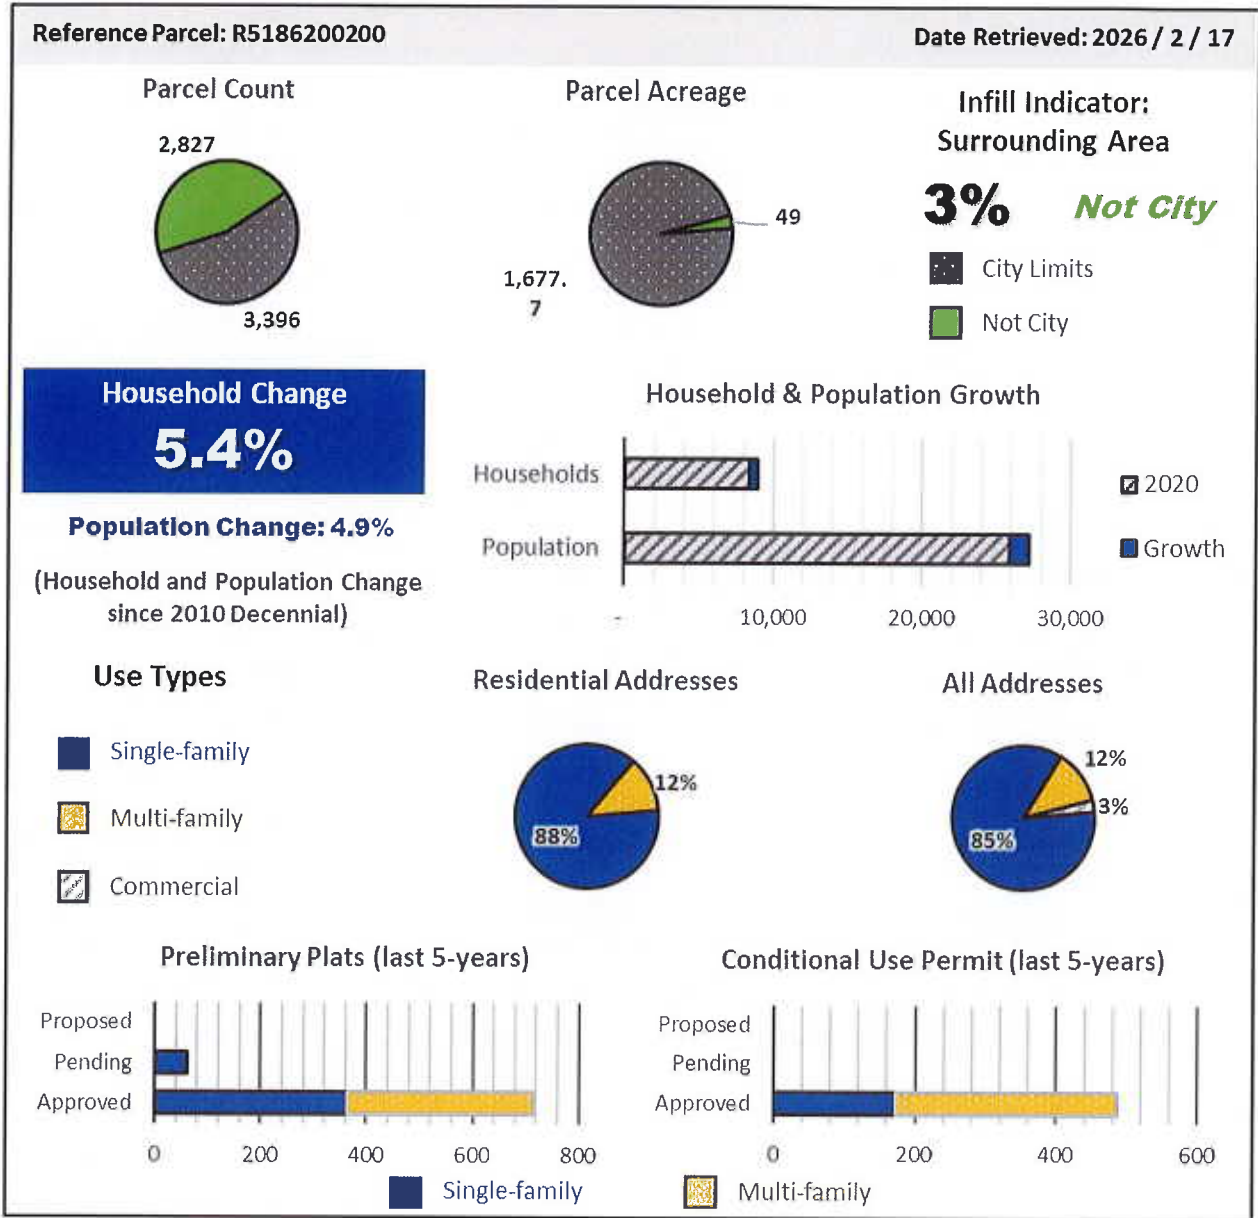 Reference Parcel: R5186200200
Date Retrieved: 2026 / 2 / 17
Parcel Count
2,827
3,396
Parcel Acreage
49
1,677.
7
Infill Indicator:
Surrounding Area
3% Not City
City Limits
Not City
Household Change
5.4%
Population Change: 4.9%
(Household and Population Change
since 2010 Decennial)
Household & Population Growth
Households
Population
-
10,000
20,000
30,000
2020
Growth
Use Types
Single-family
Multi-family
Commercial
Residential Addresses
12%
88%
All Addresses
12%
3%
85%
Preliminary Plats (last 5-years)
Proposed
Pending
Approved
0
200
400
600
800
Conditional Use Permit (last 5-years)
Proposed
Pending
Approved
0
200
400
600
Single-family
Multi-family